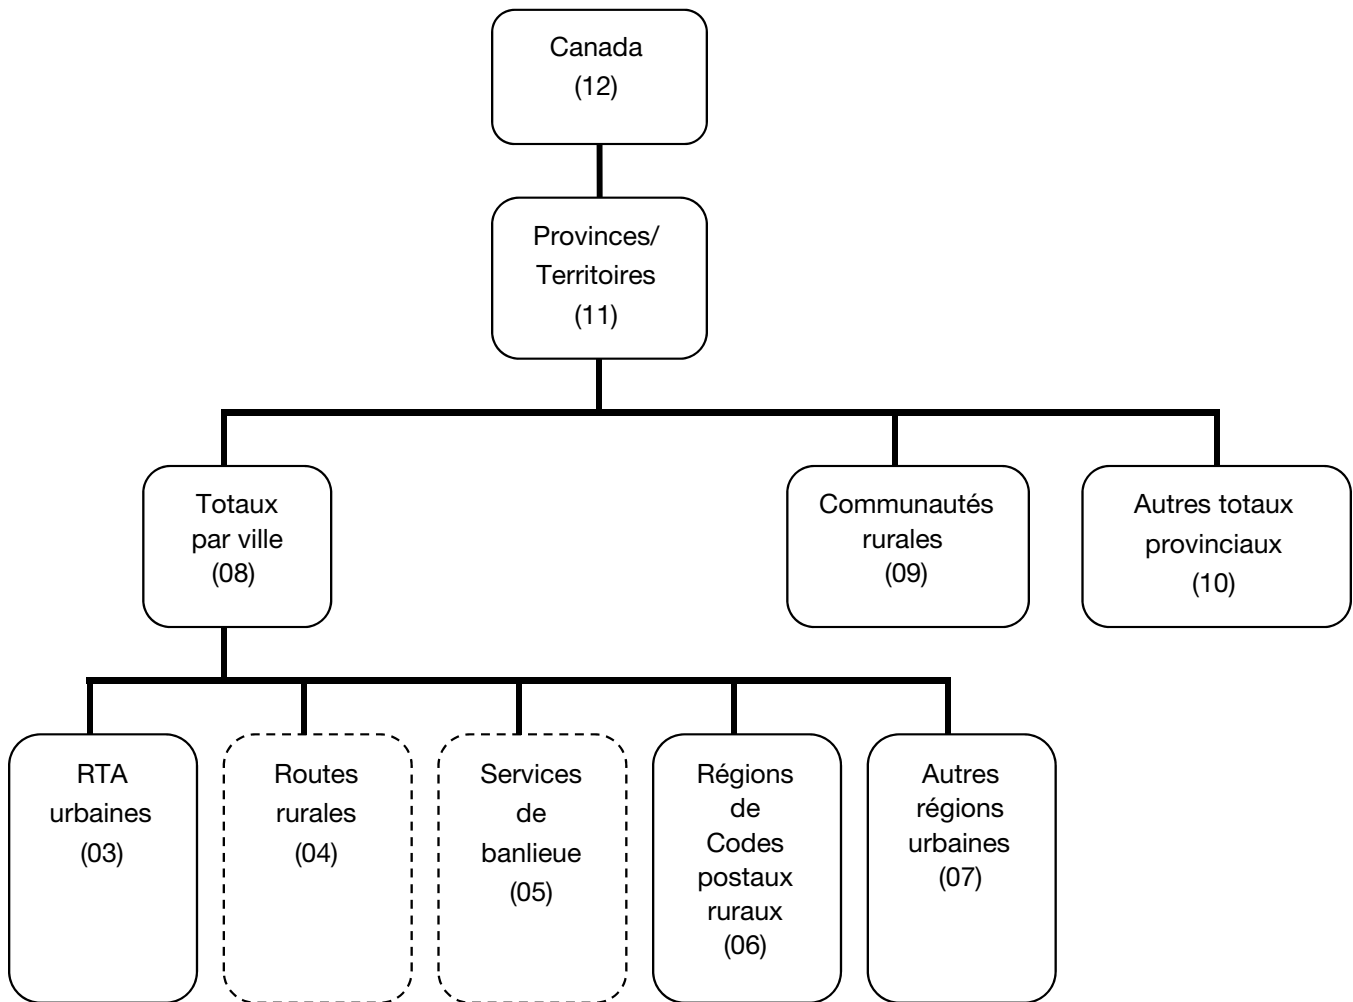 Canada
(12)
Provinces/
Territoires
(11)
Totaux
par ville
(08)
Communautés
rurales
(09)
Autres totaux
provinciaux
(10)
RTA
urbaines
(03)
Routes
rurales
(04)
Services
de
banlieue
(05)
Régions
de
Codes
postaux
ruraux
(06)
Autres
régions
urbaines
(07)